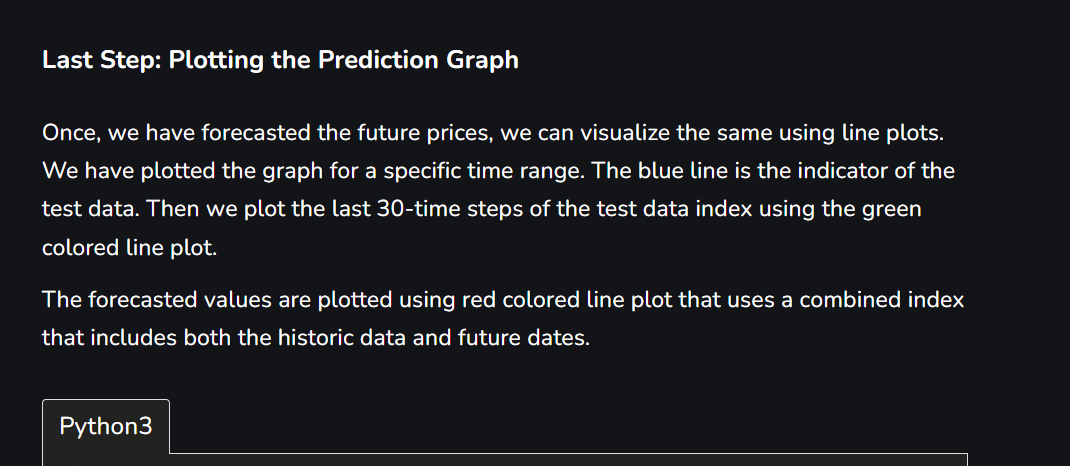 Last Step: Plotting the Prediction Graph
Once, we have forecasted the future prices, we can visualize the same using line plots.
We have plotted the graph for a specific time range. The blue line is the indicator of the
test data. Then we plot the last 30-time steps of the test data index using the green
colored line plot.
The forecasted values are plotted using red colored line plot that uses a combined index
that includes both the historic data and future dates.
Python3